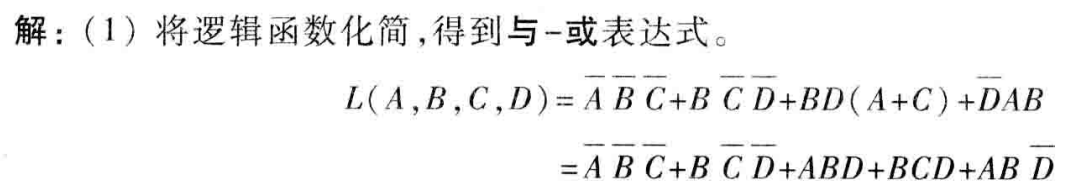 解：（1）将逻辑函数化简，得到与-或表达式。
L(A,B,C,D)=A̅ B̅ C̅+B C̅ D̅+BD(A+C)+D̅AB
=A̅ B̅ C̅+B C̅ D̅+ABD+BCD+AB D̅